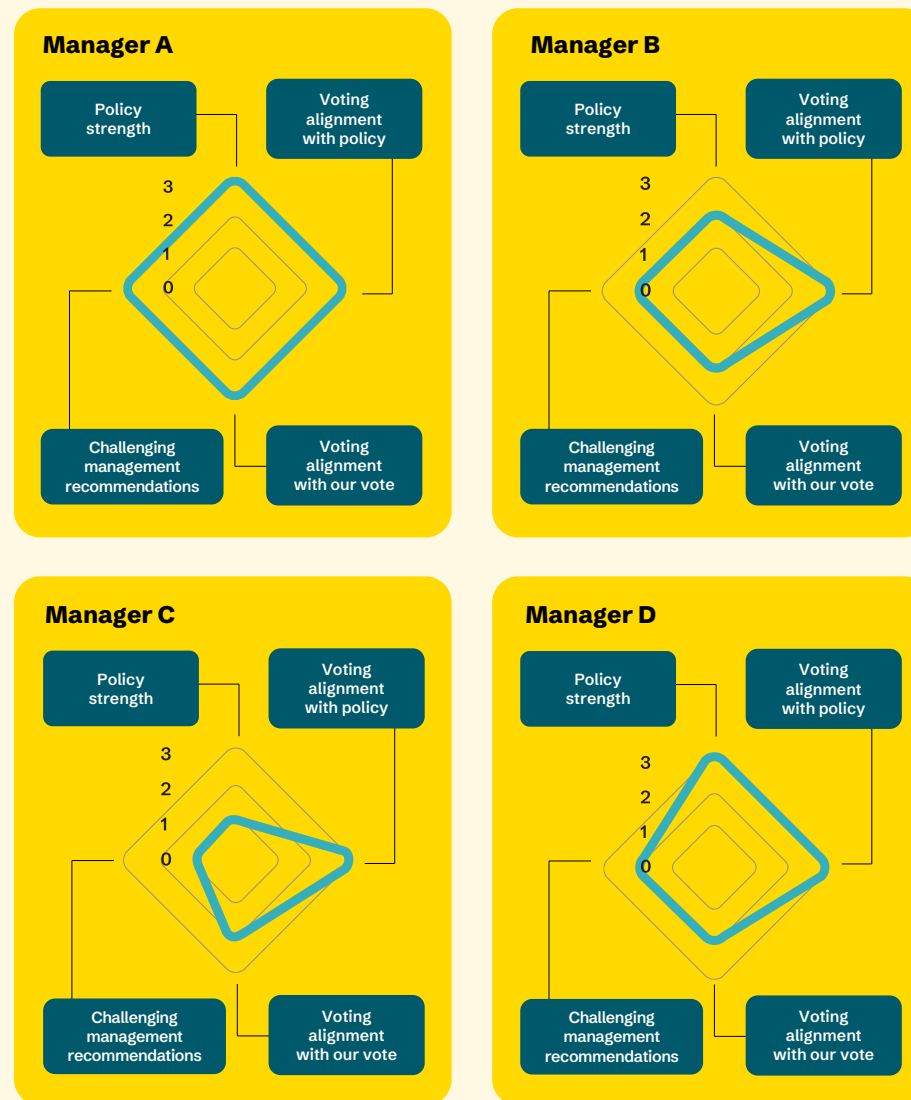 Manager A
Policy
strength
Voting
alignment
with policy
3
2
1
0
Challenging
management
recommendations
Voting
alignment
with our vote
Manager B
Policy
strength
Voting
alignment
with policy
3
2
1
0
Challenging
management
recommendations
Voting
alignment
with our vote
Manager C
Policy
strength
Voting
alignment
with policy
3
2
1
0
Challenging
management
recommendations
Voting
alignment
with our vote
Manager D
Policy
strength
Voting
alignment
with policy
3
2
1
0
Challenging
management
recommendations
Voting
alignment
with our vote